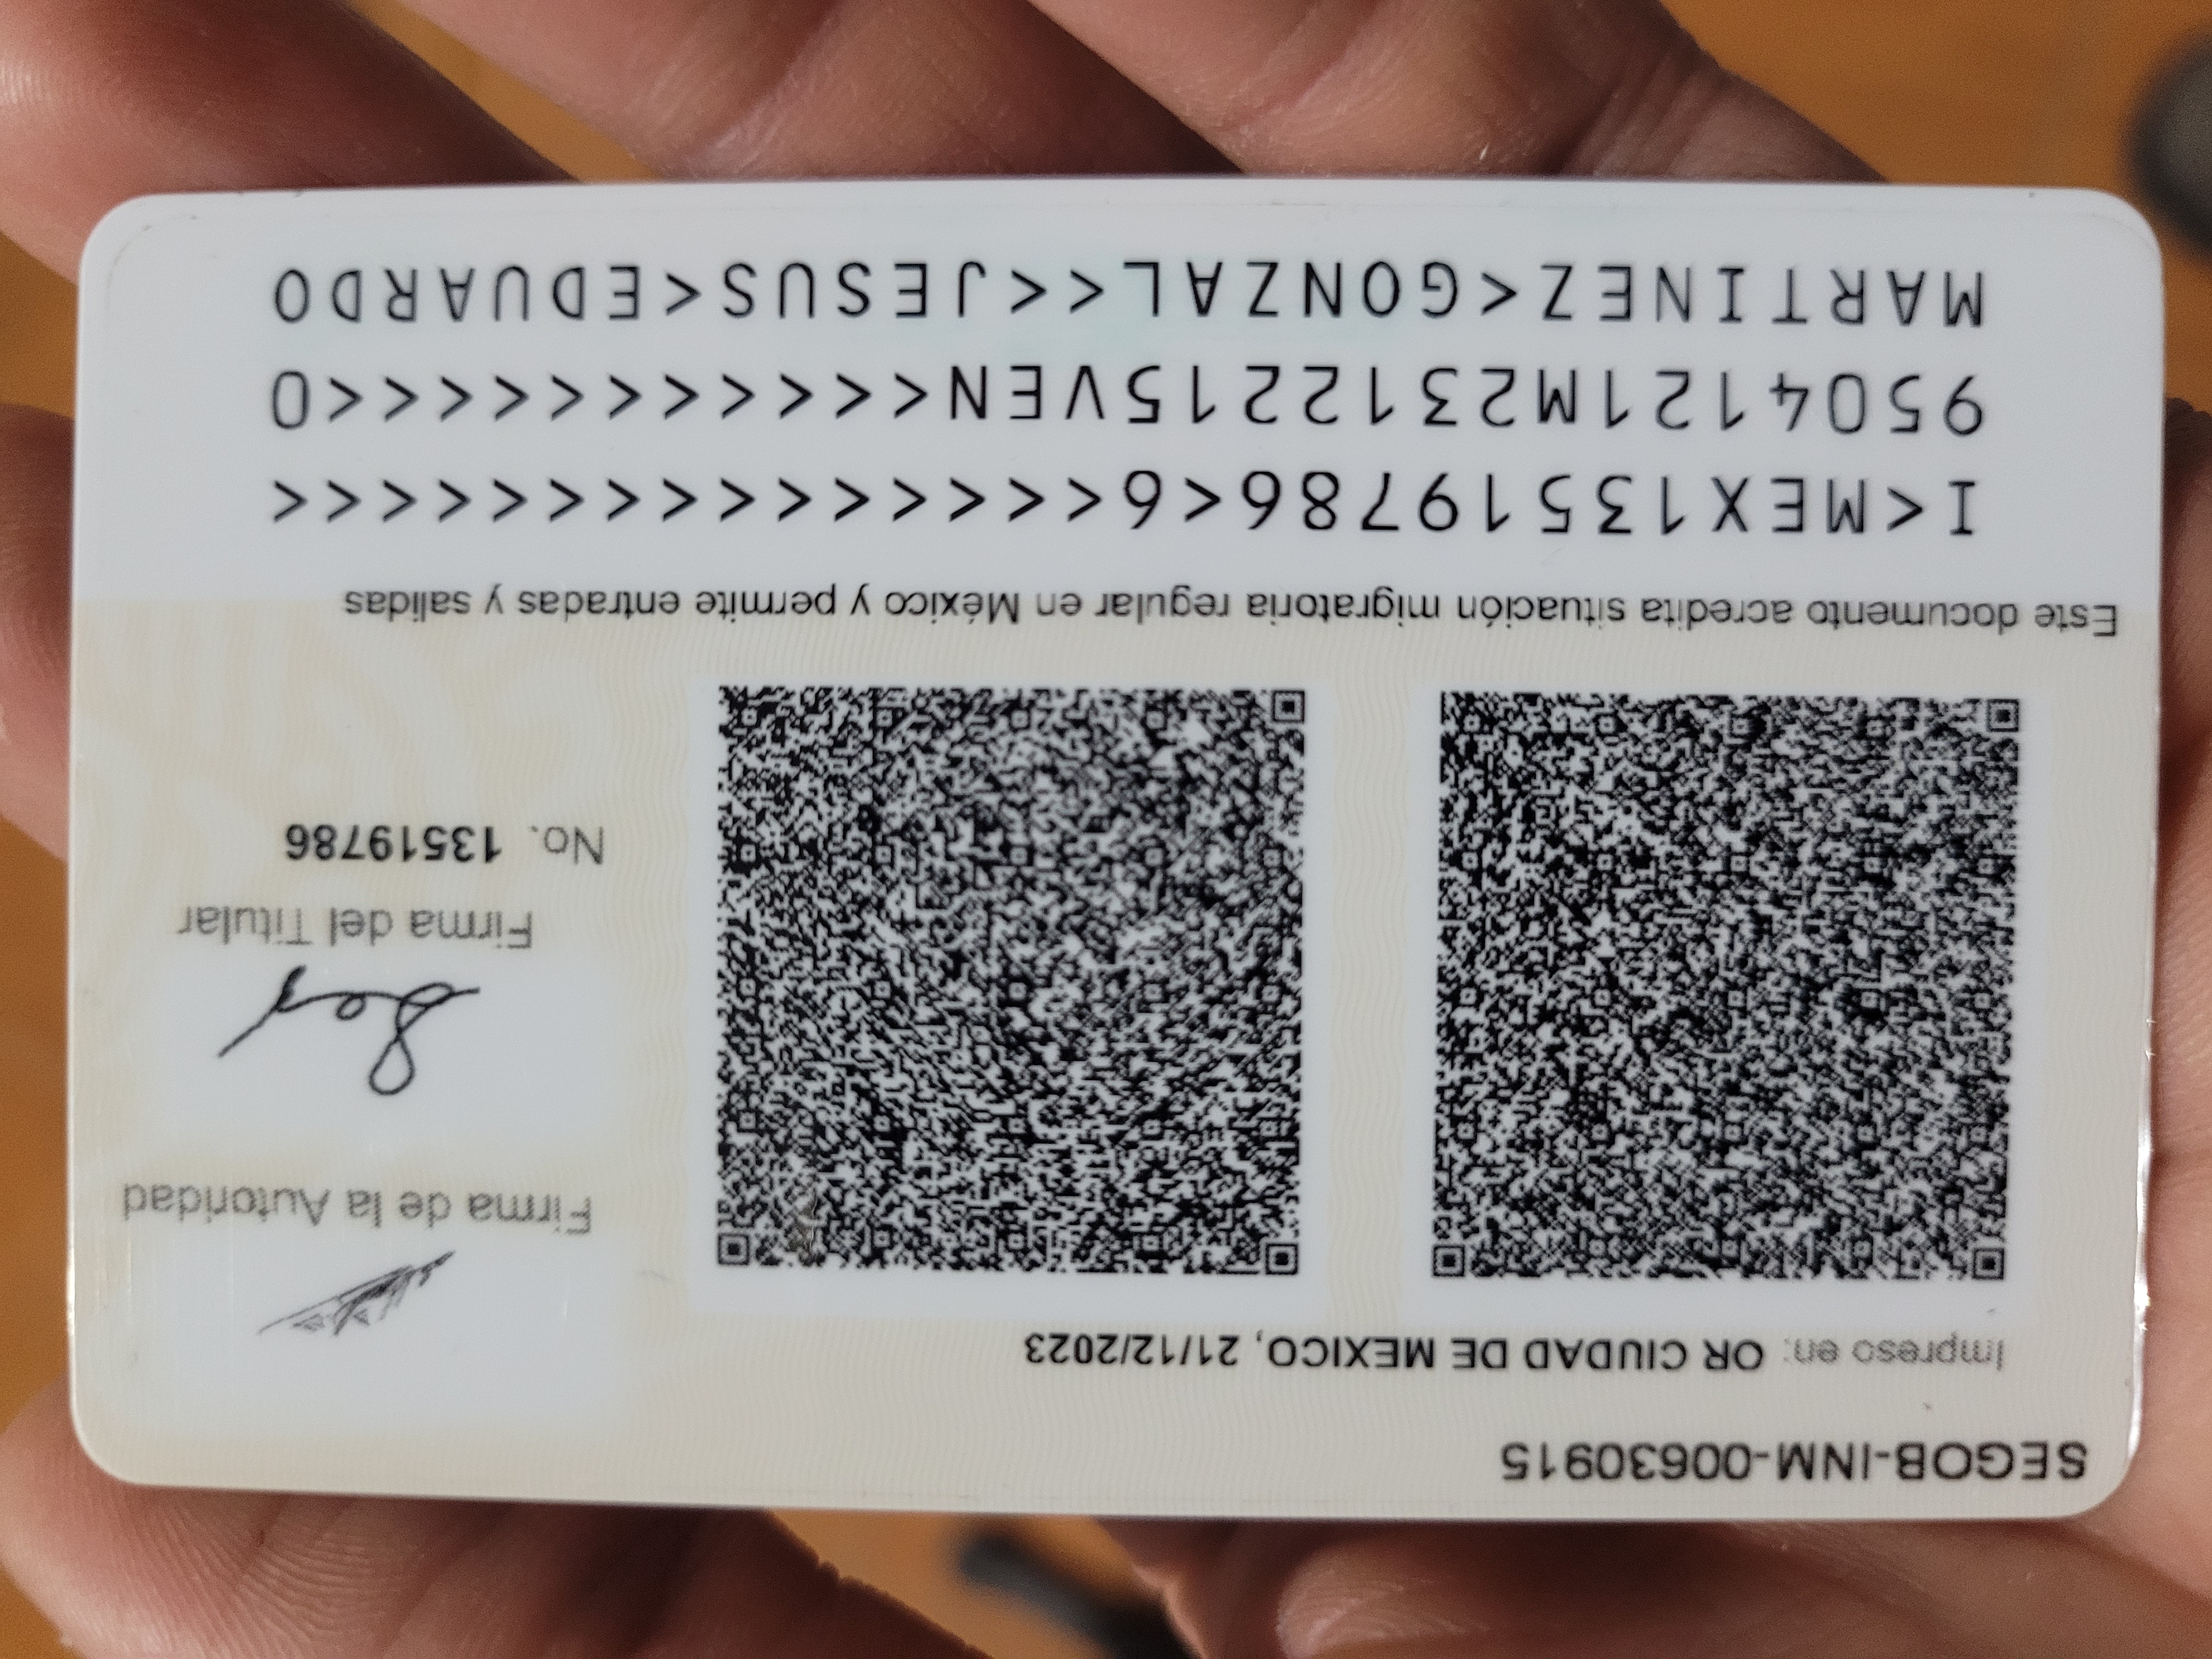 SEGOB-INM-00630915
Impreso en: OR CIUDAD DE MEXICO, 21/12/2023
Firma de la Autoridad
Firma del Titular
No. 13519786
Este documento acredita situación migratoria regular en México y permite entradas y salidas
I<MEX13519786<6<<<<<<<<<<<<<<<
9504121M2312215VEN<<<<<<<<<<<0
MARTINEZ<GONZAL<<JESUS<EDUARDO